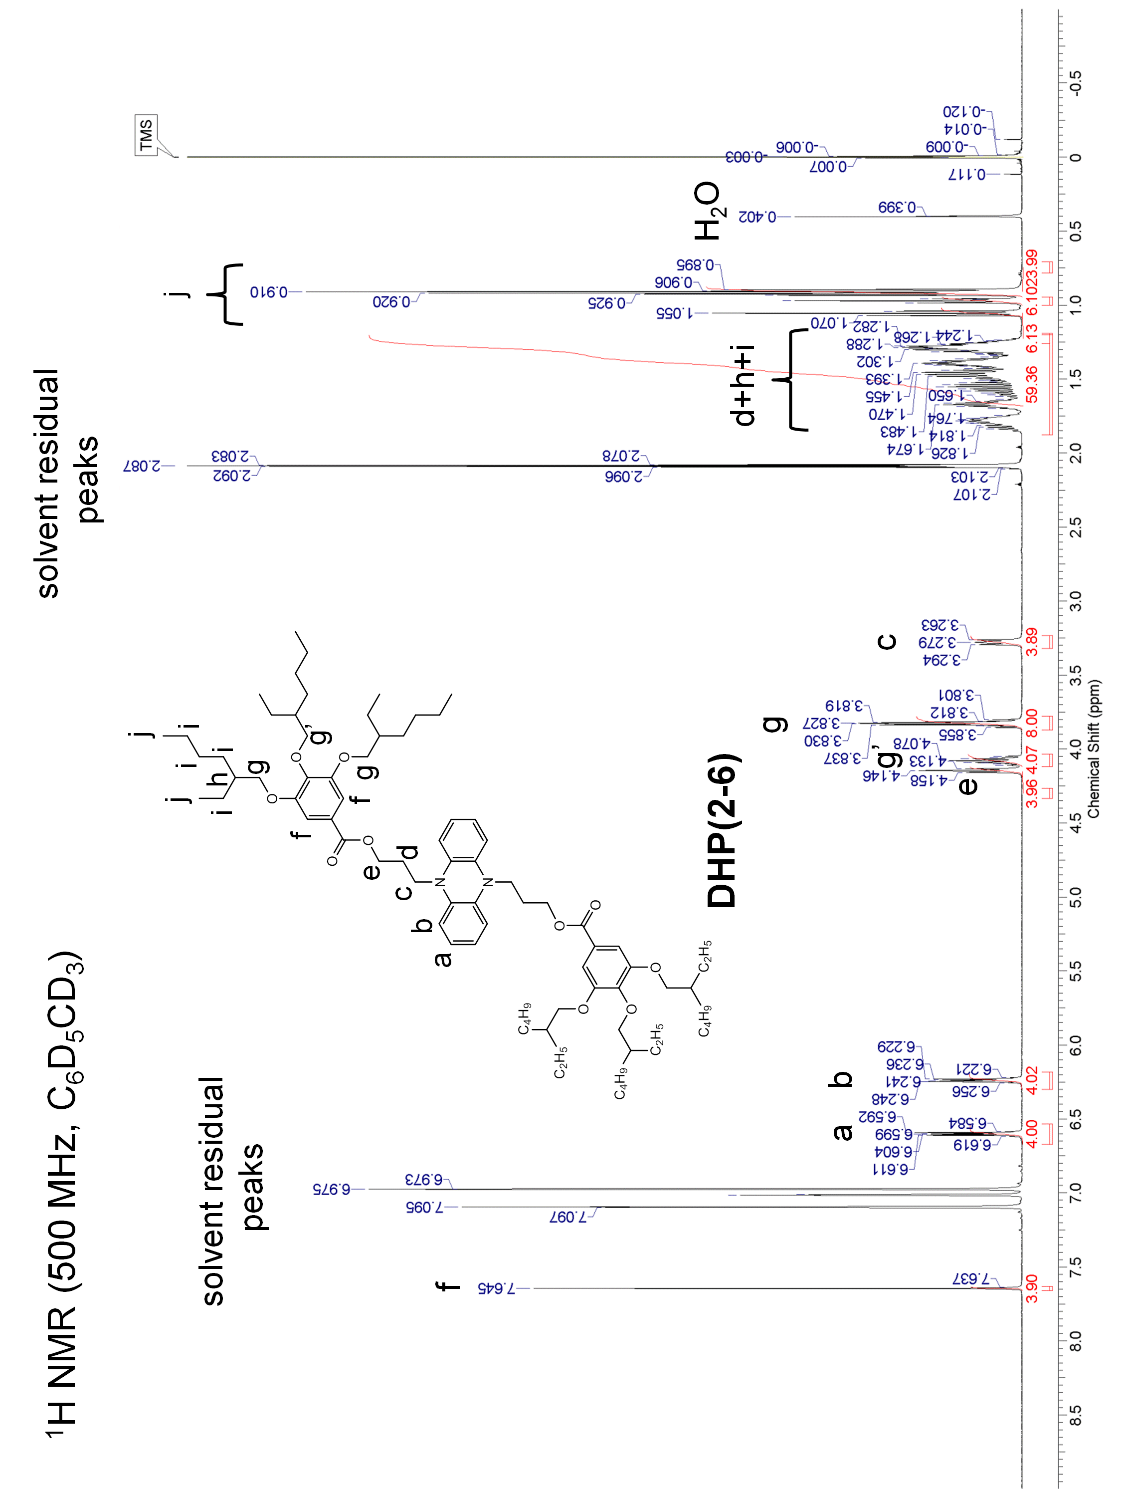 ¹H NMR (500 MHz, C₆D₅CD₃)
solvent residual
peaks
solvent residual
peaks
TMS
f
a
b
e
g'
g
c
d+h+i
j
H₂O
7.645
7.637
7.097
7.095
6.975
6.973
6.619
6.611
6.604
6.599
6.592
6.584
6.256
6.248
6.241
6.236
6.229
6.221
4.158
4.146
4.133
4.078
3.855
3.837
3.830
3.827
3.819
3.812
3.801
3.294
3.279
3.263
2.107
2.103
2.096
2.092
2.087
2.083
2.078
1.826
1.814
1.764
1.674
1.650
1.483
1.470
1.455
1.393
1.302
1.288
1.282
1.268
1.244
1.070
1.055
0.925
0.920
0.910
0.906
0.895
0.402
0.399
0.117
0.007
-0.003
-0.006
-0.009
-0.014
-0.120
3.90
4.00
4.02
3.96
4.07
8.00
3.89
59.36
6.13
6.10
23.99
8.5
8.0
7.5
7.0
6.5
6.0
5.5
5.0
4.5
4.0
3.5
3.0
2.5
2.0
1.5
1.0
0.5
0
-0.5
Chemical Shift (ppm)
DHP(2-6)
j
i
i
i
h
j
i
g
g'
g
O
O
O
f
f
O
O
e
d
c
b
a
N
N
O
O
O
O
O
C₄H₉
C₂H₅
C₄H₉
C₂H₅
C₄H₉
C₂H₅